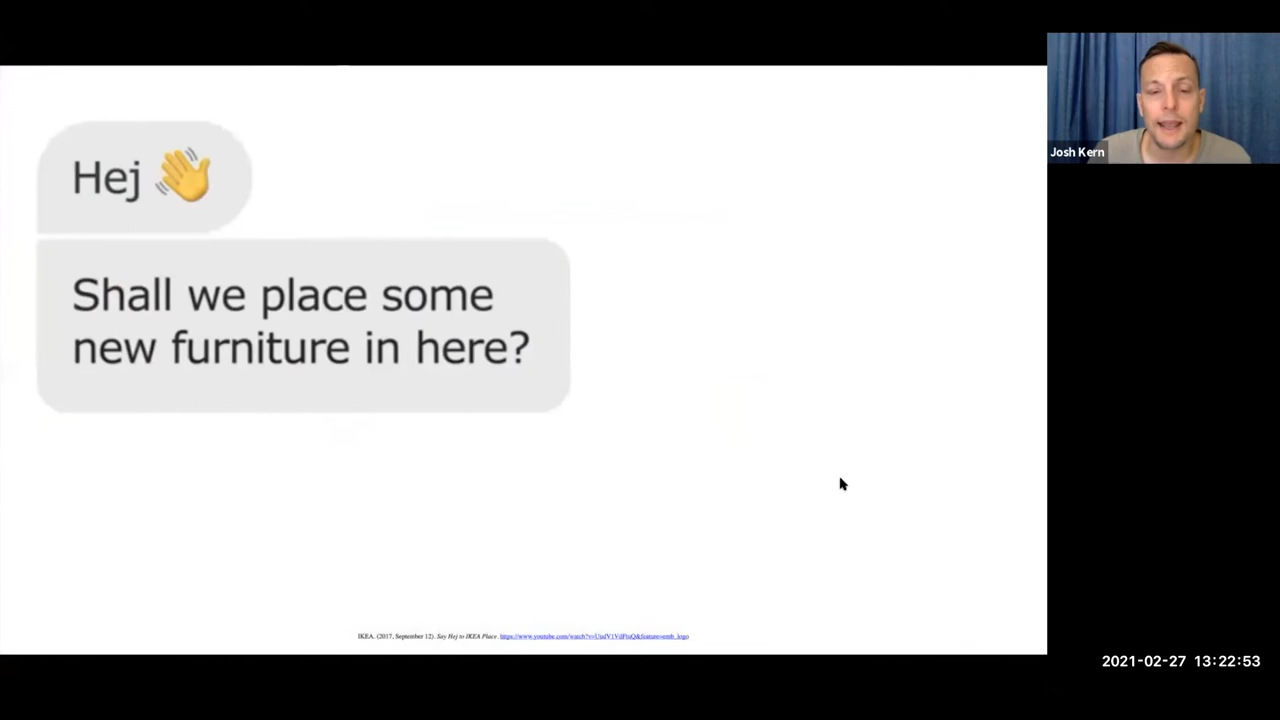 Hej 👋
Shall we place some
new furniture in here?
IKEA. (2017, September 12). Say Hej to IKEA Place.
Josh Kern
2021-02-27 13:22:53